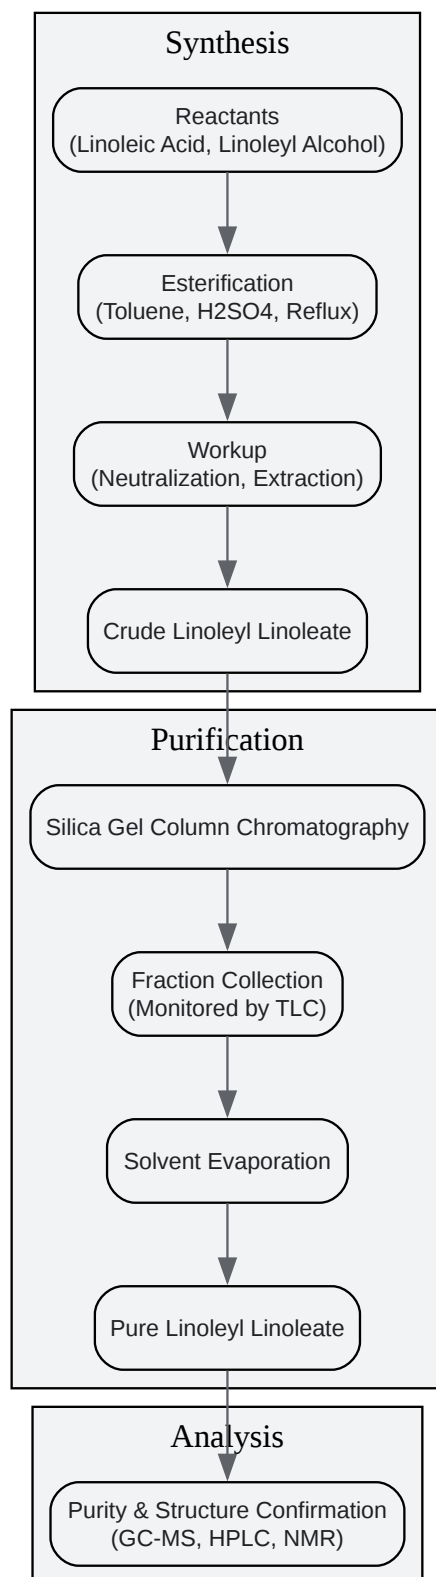 Synthesis
Reactants
(Linoleic Acid, Linoleyl Alcohol)
Esterification
(Toluene, H2SO4, Reflux)
Workup
(Neutralization, Extraction)
Crude Linoleyl Linoleate
Purification
Silica Gel Column Chromatography
Fraction Collection
(Monitored by TLC)
Solvent Evaporation
Pure Linoleyl Linoleate
Analysis
Purity & Structure Confirmation
(GC-MS, HPLC, NMR)